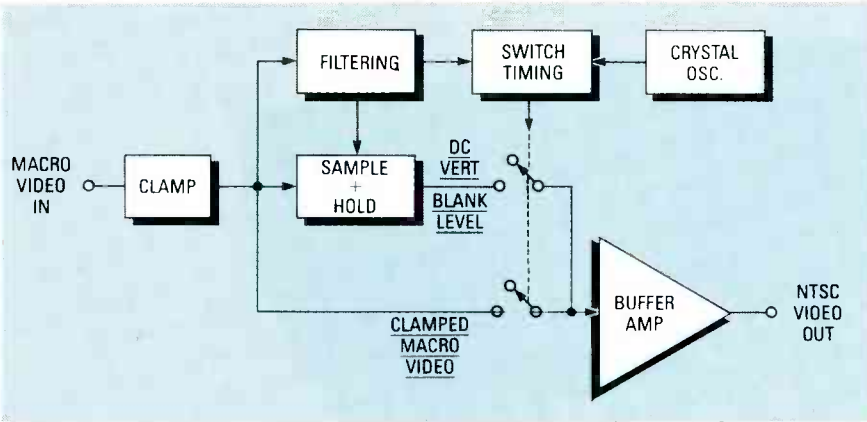 FILTERING
SWITCH
TIMING
CRYSTAL
OSC.
MACRO
VIDEO
IN
CLAMP
SAMPLE
+
HOLD
DC
VERT
BLANK
LEVEL
CLAMPED
MACRO
VIDEO
BUFFER
AMP
NTSC
VIDEO
OUT